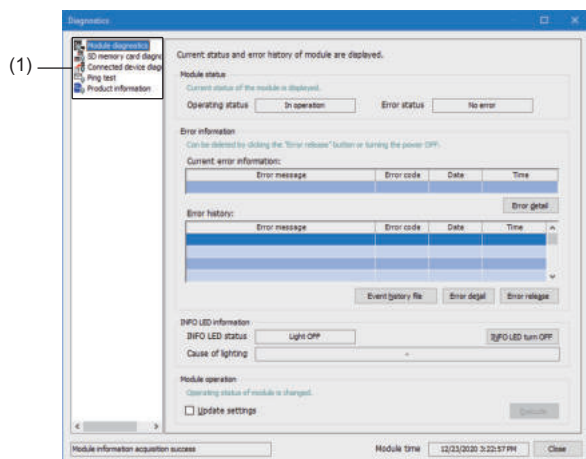 Diagnostics
(1)
Module diagnostics
SD memory card diagno
Connected device diagn
Ping test
Product information
Current status and error history of module are displayed.
Module status
Current status of the module is displayed.
Operating status In operation Error status No error
Error information
Can be deleted by clicking the "Error release" button or turning the power OFF.
Current error information:
Error message Error code Date Time
Error detail
Error history:
Error message Error code Date Time
Event history file Error detail Error release
INFO LED information
INFO LED status Light OFF INFO LED turn OFF
Cause of lighting -
Module operation
Operating status of module is changed.
Update settings Execute
Module information acquisition success Module time 12/23/2020 3:22:57 PM Close